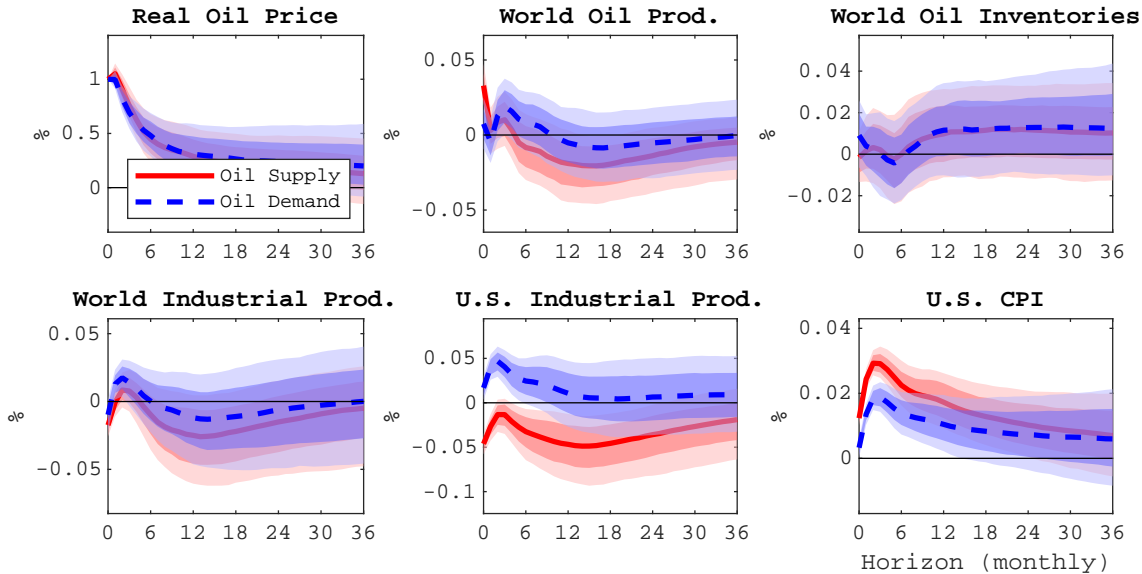 Real Oil Price
World Oil Prod.
World Oil Inventories
%
1
0.5
0
Oil Supply
Oil Demand
0 6 12 18 24 30 36
%
0.05
0
-0.05
0 6 12 18 24 30 36
%
0.04
0.02
0
-0.02
0 6 12 18 24 30 36
World Industrial Prod.
U.S. Industrial Prod.
U.S. CPI
%
0.05
0
-0.05
0 6 12 18 24 30 36
%
0.05
0
-0.05
-0.1
0 6 12 18 24 30 36
%
0.04
0.02
0
0 6 12 18 24 30 36
Horizon (monthly)